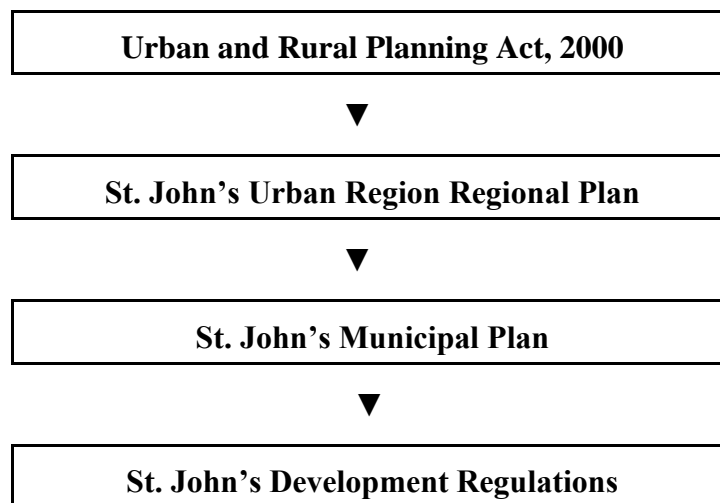 Urban and Rural Planning Act, 2000
St. John’s Urban Region Regional Plan
St. John’s Municipal Plan
St. John’s Development Regulations